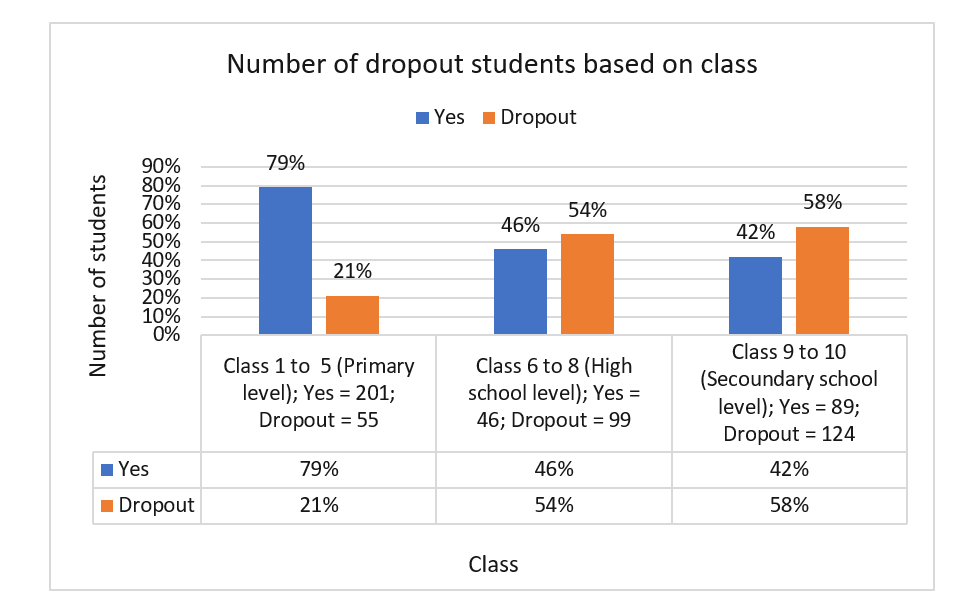 Number of dropout students based on class
Yes Dropout
Number of students
90%
80%
70%
60%
50%
40%
30%
20%
10%
0%
79%
21%
46%
54%
42%
58%
Class 1 to 5 (Primary
level); Yes = 201;
Dropout = 55
Class 6 to 8 (High
school level); Yes =
46; Dropout = 99
Class 9 to 10
(Secoundary school
level); Yes = 89;
Dropout = 124
Yes 79% 46% 42%
Dropout 21% 54% 58%
Class